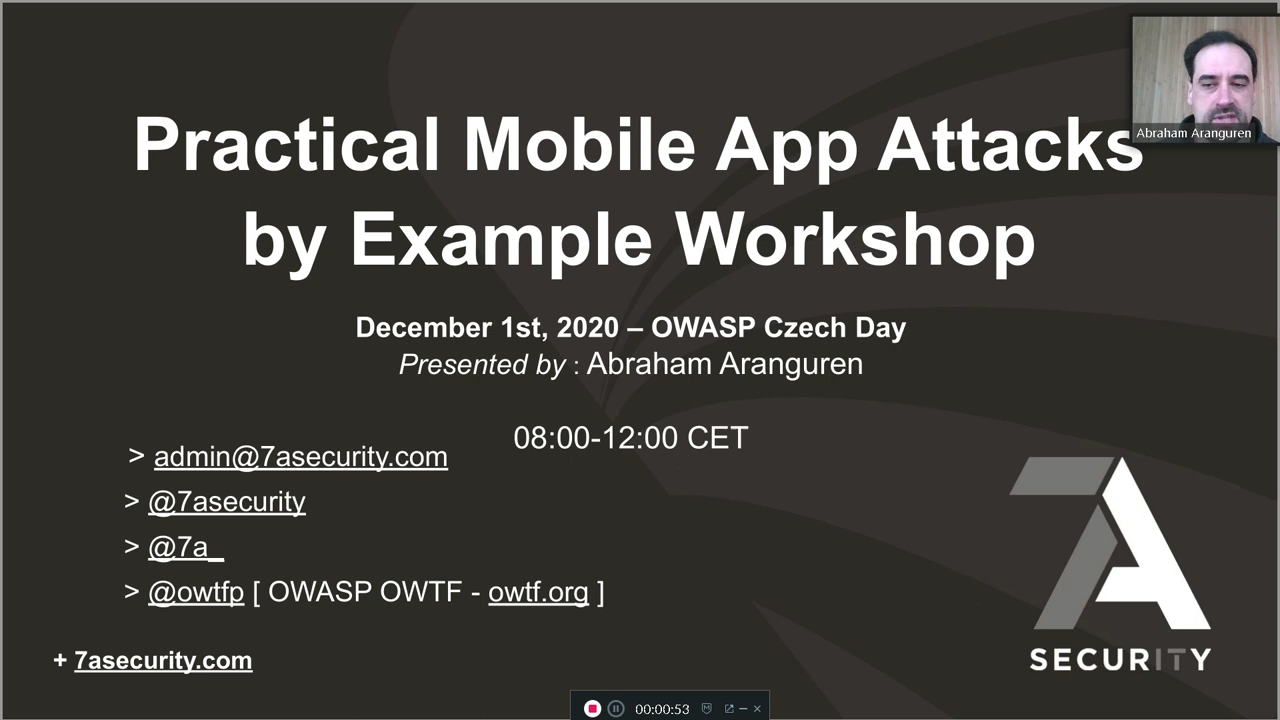 Practical Mobile App Attacks
by Example Workshop
Abraham Aranguren
December 1st, 2020 – OWASP Czech Day
Presented by : Abraham Aranguren
08:00-12:00 CET
> admin@7asecurity.com
> @7asecurity
> @7a_
> @owtfp [ OWASP OWTF - owtf.org ]
+ 7asecurity.com
7A
SECURITY
00:00:53